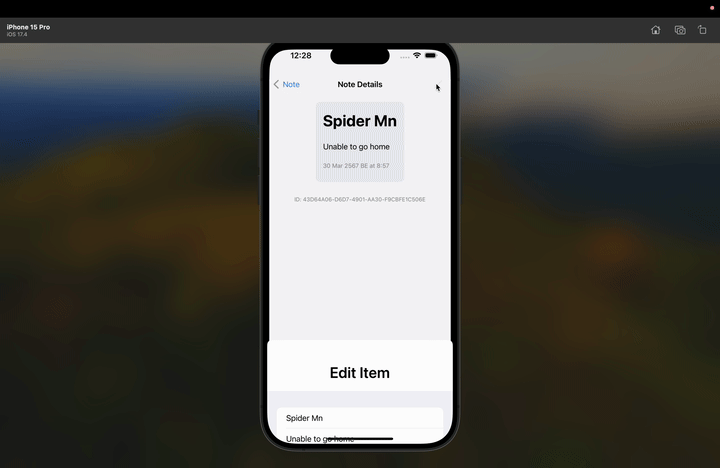 iPhone 15 Pro
iOS 17.4
12:28
Note
Note Details
Spider Mn
Unable to go home
30 Mar 2567 BE at 8:57
ID: 43D64A06-D6D7-4901-AA3D-F9CBFE1C506E
Edit Item
Spider Mn
Unable to go home